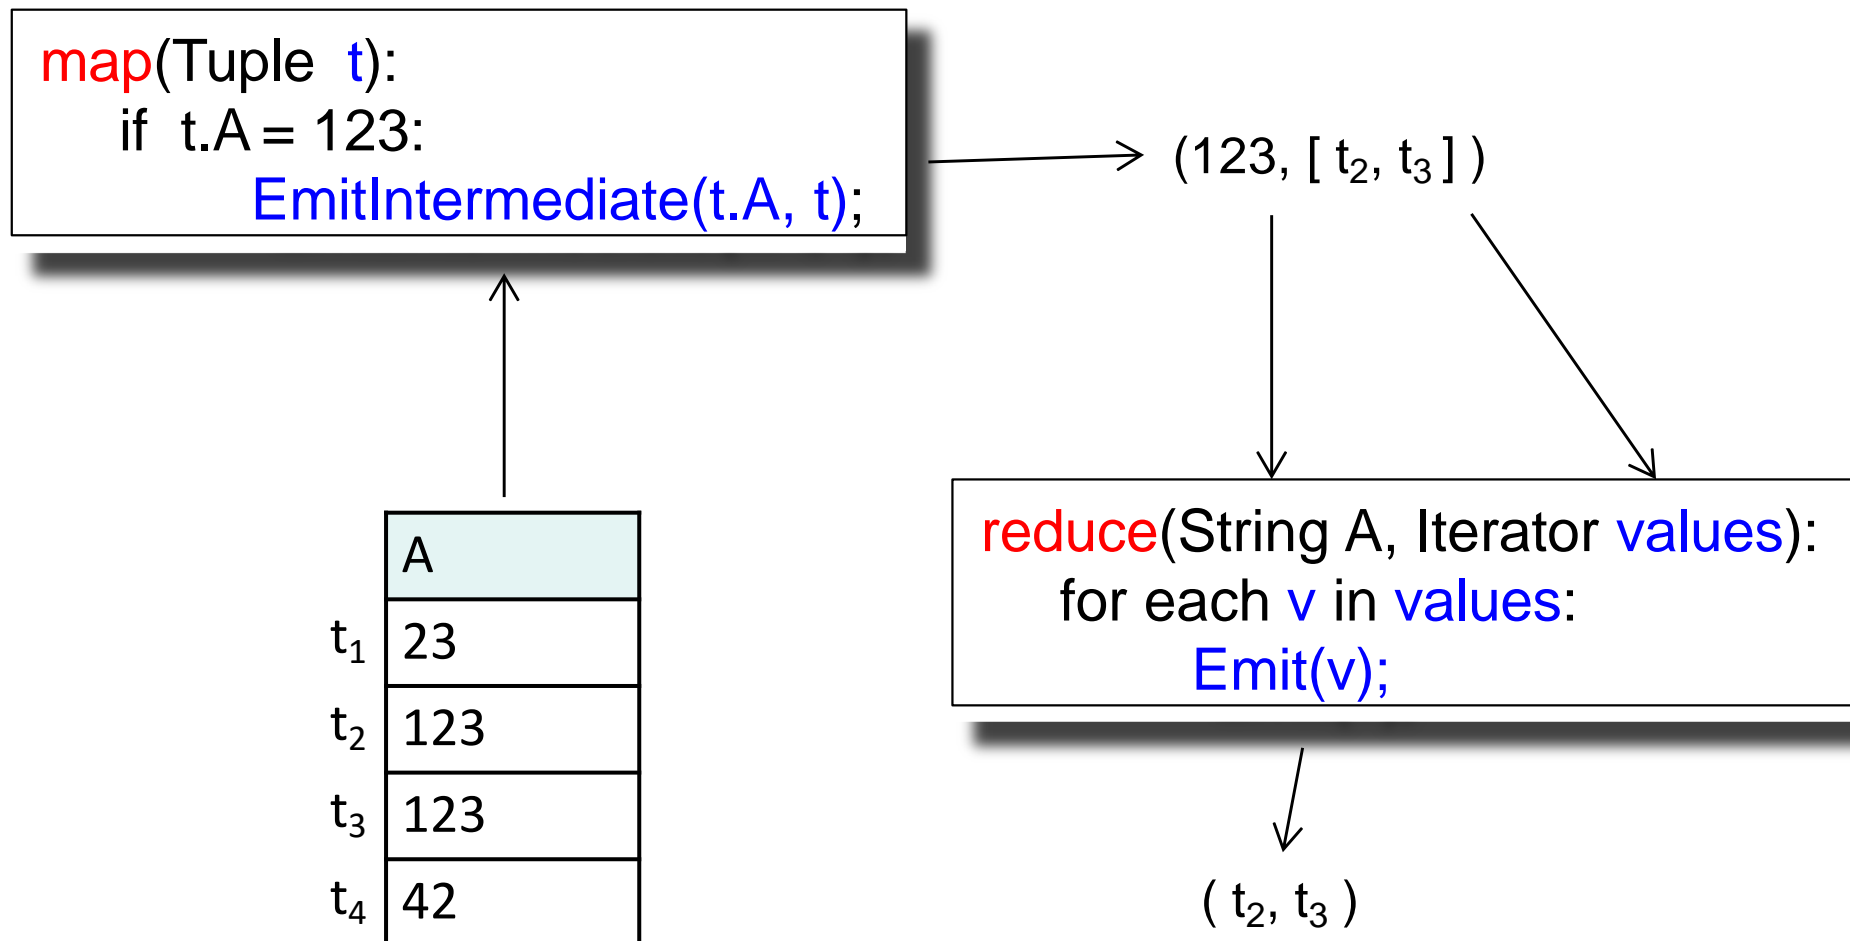 map(Tuple t):
if t.A = 123:
EmitIntermediate(t.A, t);
(123, [ t₂, t₃ ] )
reduce(String A, Iterator values):
for each v in values:
Emit(v);
( t₂, t₃ )
A
t₁ 23
t₂ 123
t₃ 123
t₄ 42